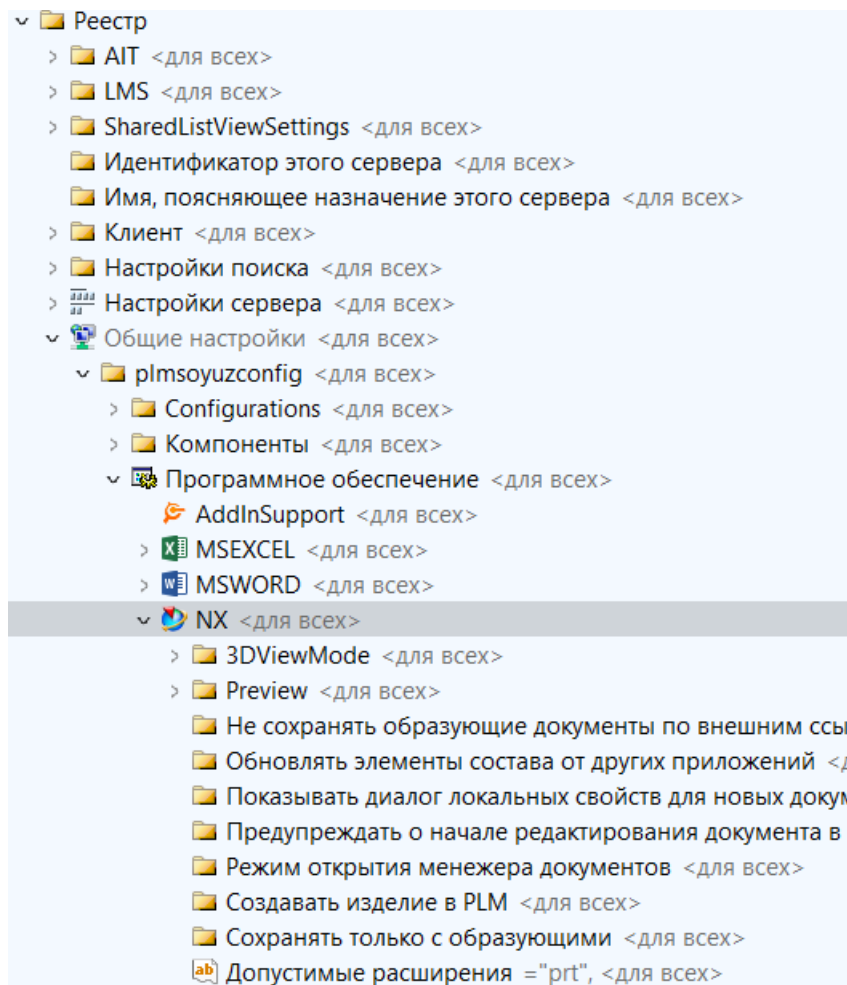 Реестр
AIT <для всех>
LMS <для всех>
SharedListViewSettings <для всех>
Идентификатор этого сервера <для всех>
Имя, поясняющее назначение этого сервера <для всех>
Клиент <для всех>
Настройки поиска <для всех>
Настройки сервера <для всех>
Общие настройки <для всех>
plmsoyuzconfig <для всех>
Configurations <для всех>
Компоненты <для всех>
Программное обеспечение <для всех>
AddInSupport <для всех>
MSEXCEL <для всех>
MSWORD <для всех>
NX <для всех>
3DViewMode <для всех>
Preview <для всех>
Не сохранять образующие документы по внешним ссы
Обновлять элементы состава от других приложений <д
Показывать диалог локальных свойств для новых докум
Предупреждать о начале редактирования документа в
Режим открытия менежера документов <для всех>
Создавать изделие в PLM <для всех>
Сохранять только с образующими <для всех>
Допустимые расширения ="prt", <для всех>